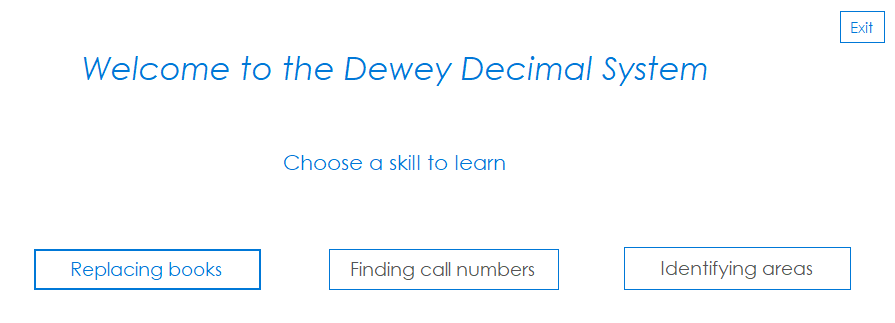 Exit
Welcome to the Dewey Decimal System
Choose a skill to learn
Replacing books
Finding call numbers
Identifying areas